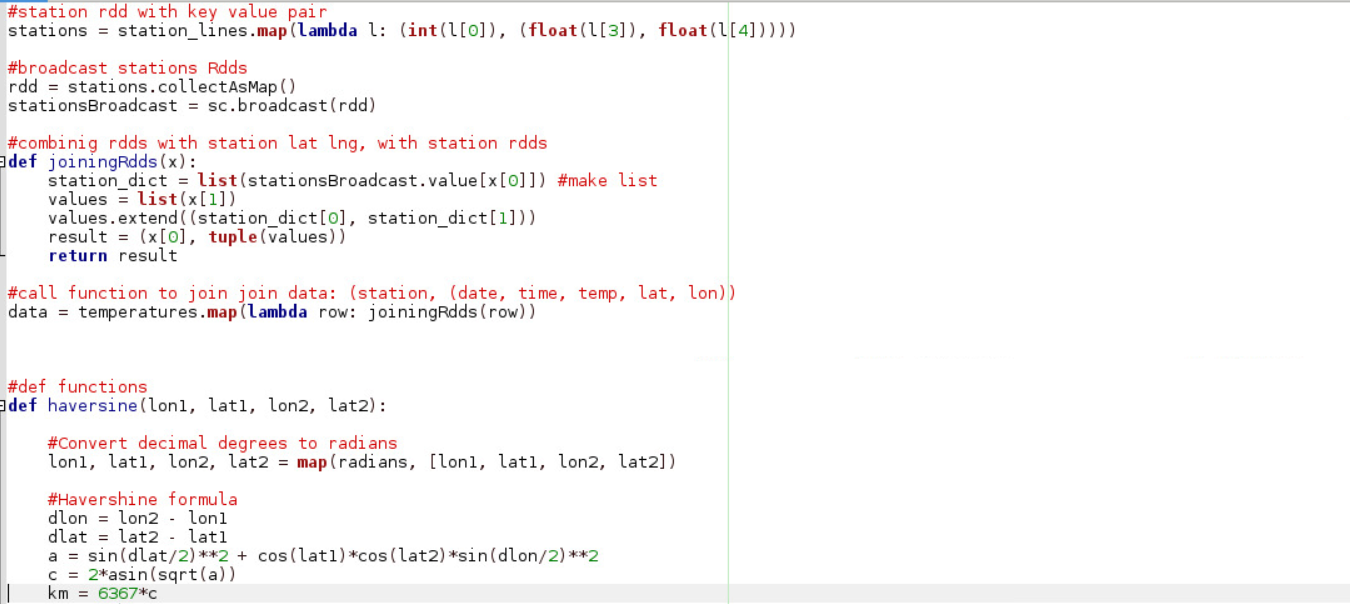 #station rdd with key value pair
stations = station_lines.map(lambda l: (int(l[0]), (float(l[3]), float(l[4]))))
#broadcast stations Rdds
rdd = stations.collectAsMap()
stationsBroadcast = sc.broadcast(rdd)
#combinig rdds with station lat lng, with station rdds
def joiningRdds(x):
    station_dict = list(stationsBroadcast.value[x[0]]) #make list
    values = list(x[1])
    values.extend((station_dict[0], station_dict[1]))
    result = (x[0], tuple(values))
    return result
#call function to join join data: (station, (date, time, temp, lat, lon))
data = temperatures.map(lambda row: joiningRdds(row))
#def functions
def haversine(lon1, lat1, lon2, lat2):
    #Convert decimal degrees to radians
    lon1, lat1, lon2, lat2 = map(radians, [lon1, lat1, lon2, lat2])
    #Havershine formula
    dlon = lon2 - lon1
    dlat = lat2 - lat1
    a = sin(dlat/2)**2 + cos(lat1)*cos(lat2)*sin(dlon/2)**2
    c = 2*asin(sqrt(a))
    km = 6367*c